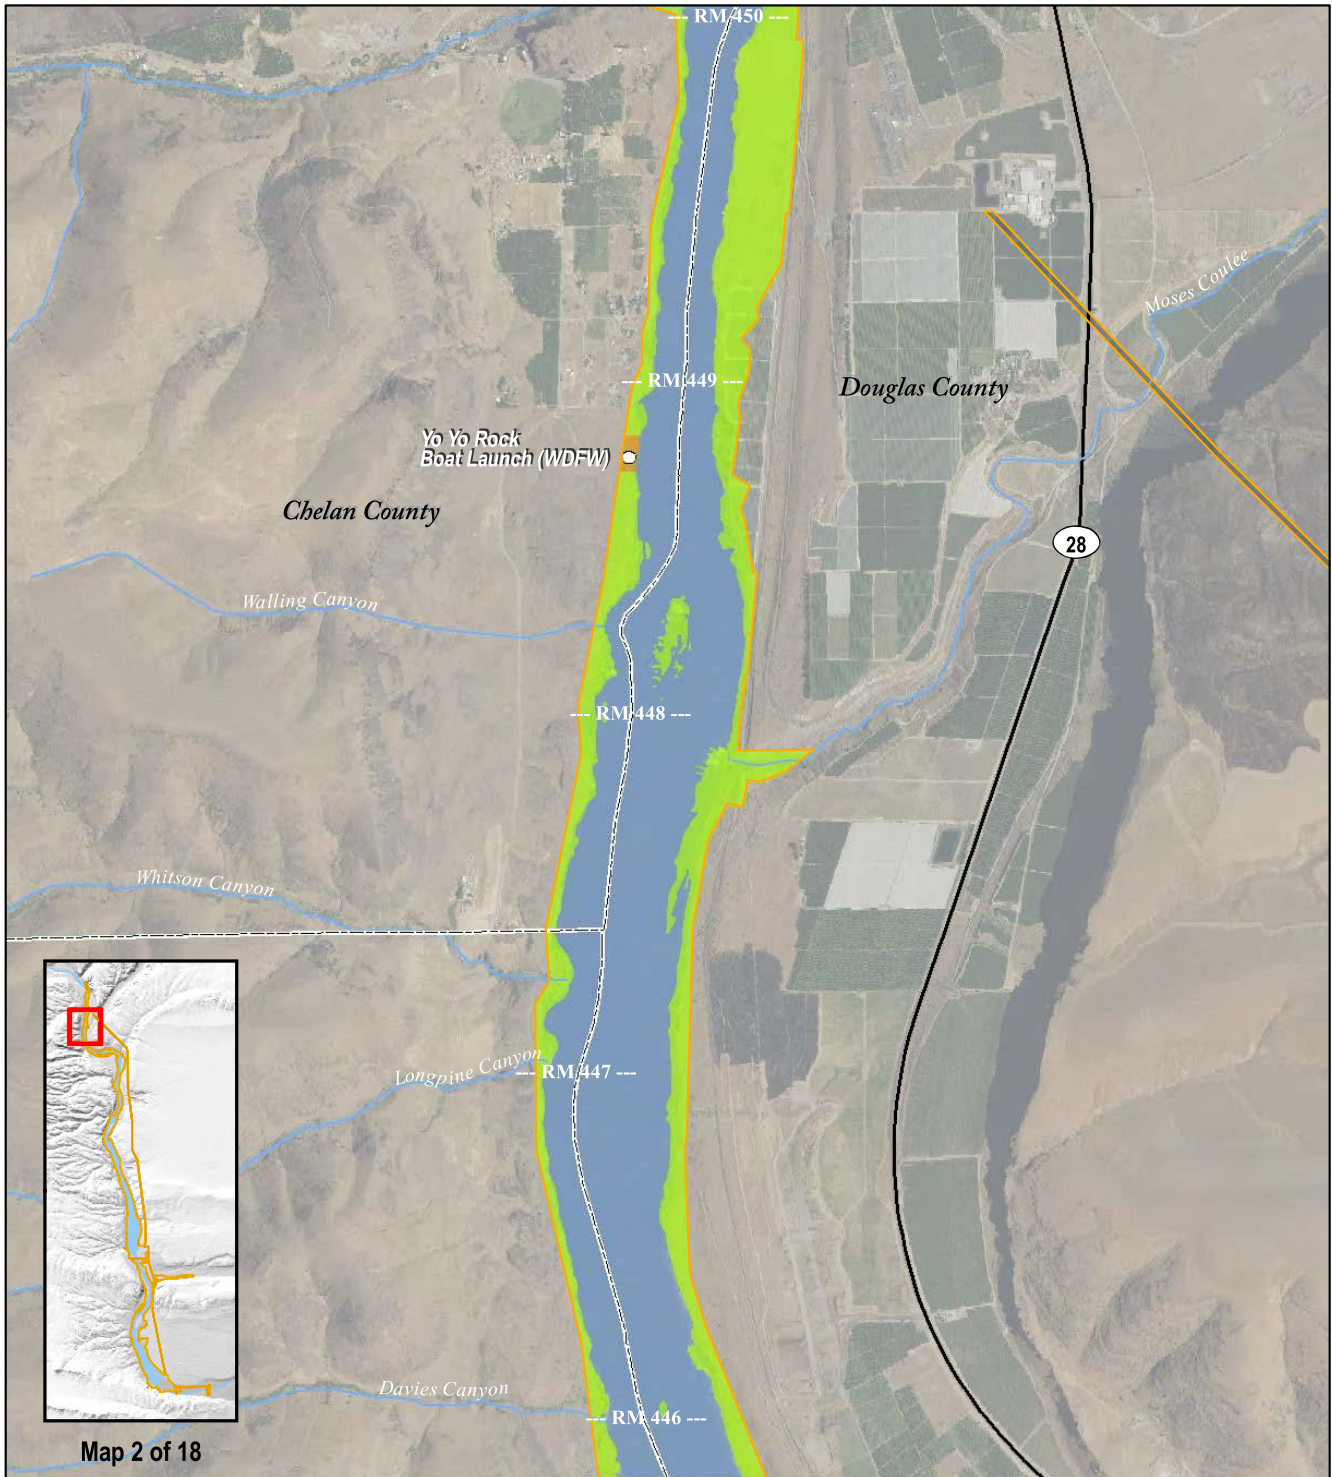 --- RM 450 ---
Moses Coulee
--- RM 449 ---
Douglas County
Yo Yo Rock
Boat Launch (WDFW)
Chelan County
28
Walling Canyon
--- RM 448 ---
Whitson Canyon
Longpine Canyon
--- RM 447 ---
Davies Canyon
--- RM 446 ---
Map 2 of 18